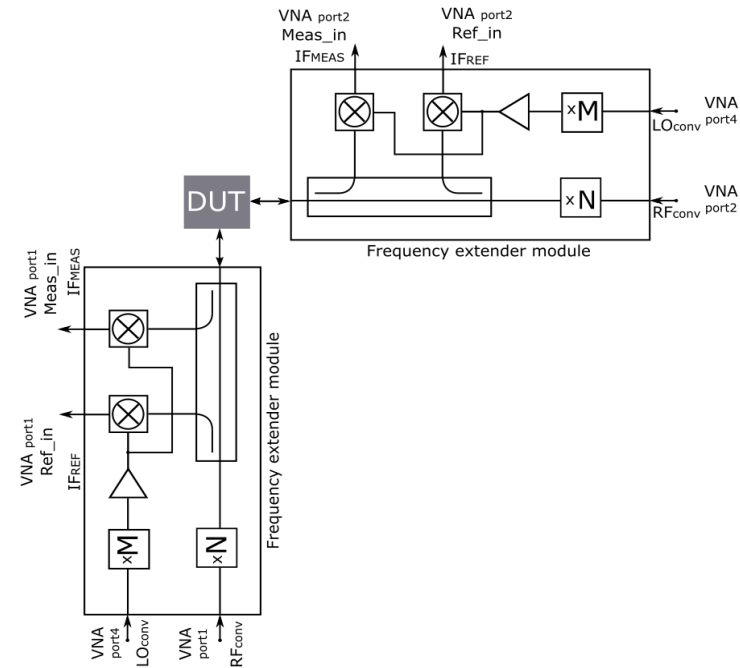 VNA port2
Meas_in
IFMEAS
VNA port2
Ref_in
IFREF
×M
VNA
port4
LOconv
DUT
×N
VNA
port2
RFconv
Frequency extender module
VNA port1
Meas_in
IFMEAS
VNA port1
Ref_in
IFREF
Frequency extender module
×M
×N
VNA
port4
LOconv
VNA
port1
RFconv